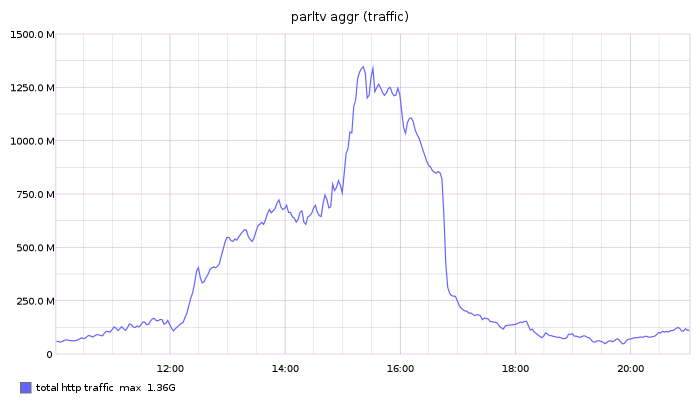 parltv aggr (traffic)
1500.0 M
1250.0 M
1000.0 M
750.0 M
500.0 M
250.0 M
0
12:00 14:00 16:00 18:00 20:00
total http traffic max 1.36G